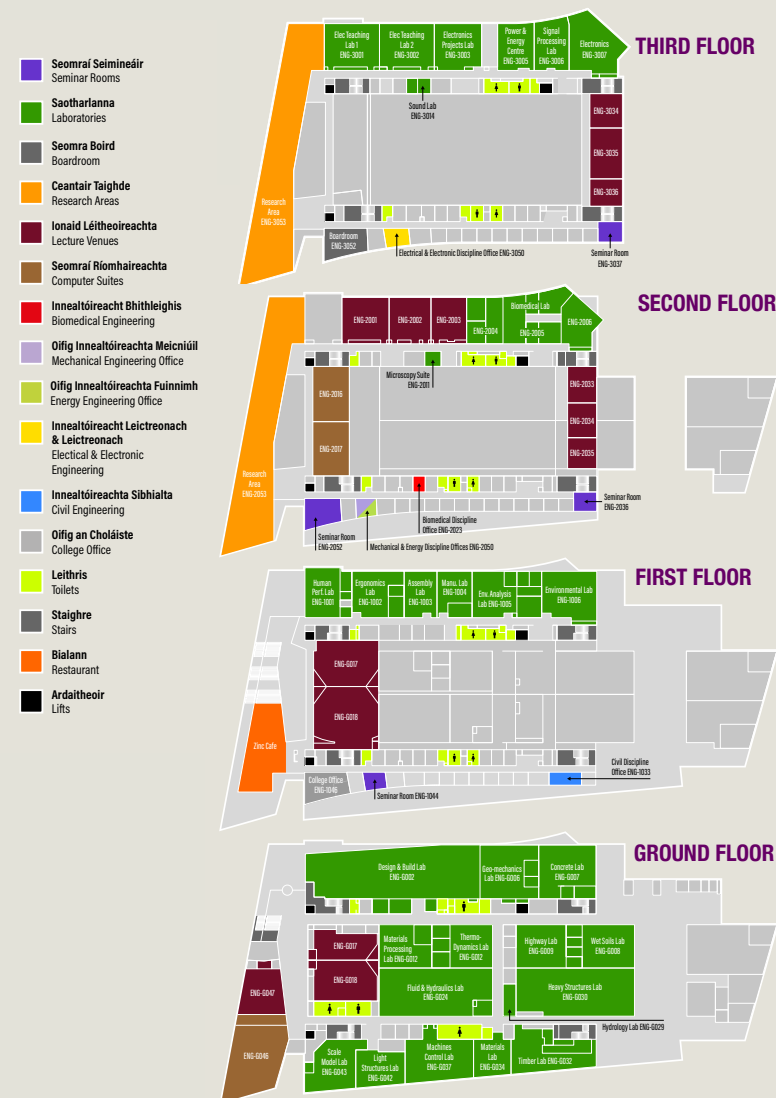 Seomraí Seimineáir
Seminar Rooms
Saotharlanna
Laboratories
Seomra Boird
Boardroom
Ceantair Taighde
Research Areas
Ionaid Léitheoireachta
Lecture Venues
Seomraí Ríomhaireachta
Computer Suites
Innealtóireacht Bhithleighis
Biomedical Engineering
Oifig Innealtóireachta Meicniúil
Mechanical Engineering Office
Oifig Innealtóireachta Fuinnimh
Energy Engineering Office
Innealtóireacht Leictreonach
& Leictreonach
Electical & Electronic
Engineering
Innealtóireachta Sibhialta
Civil Engineering
Oifig an Choláiste
College Office
Leithris
Toilets
Staighre
Stairs
Bialann
Restaurant
Ardaitheoir
Lifts
THIRD FLOOR
Elec Teaching
Lab 1
ENG-3001
Elec Teaching
Lab 2
ENG-3002
Electronics
Projects Lab
ENG-3003
Power &
Energy
Centre
ENG-3005
Signal
Processing
Lab
ENG-3006
Electronics
ENG-3007
Sound Lab
ENG-3014
ENG-3034
ENG-3035
ENG-3036
Research
Area
ENG-3053
Boardroom
ENG-3052
Electrical & Electronic Discipline Office ENG-3050
Seminar Room
ENG-3037
SECOND FLOOR
ENG-2001
ENG-2002
ENG-2003
ENG-2004
Biomedical Lab
ENG-2005
ENG-2006
Microscopy Suite
ENG-2011
ENG-2016
ENG-2017
ENG-2033
ENG-2034
ENG-2035
Research
Area
ENG-2053
Seminar Room
ENG-2052
Mechanical & Energy Discipline Offices ENG-2050
Biomedical Discipline
Office ENG-2023
Seminar Room
ENG-2036
FIRST FLOOR
Human
Perf. Lab
ENG-1001
Ergonomics
Lab
ENG-1002
Assembly
Lab
ENG-1003
Manu. Lab
ENG-1004
Env. Analysis
Lab ENG-1005
Environmental Lab
ENG-1006
ENG-G017
ENG-G018
Zinc Cafe
College Office
ENG-1046
Seminar Room ENG-1044
Civil Discipline
Office ENG-1033
GROUND FLOOR
Design & Build Lab
ENG-G002
Geo-mechanics
Lab ENG-G006
Concrete Lab
ENG-G007
ENG-G017
ENG-G018
Materials
Processing
Lab ENG-G012
Thermo-
Dynamics Lab
ENG-G012
Highway Lab
ENG-G009
Wet Soils Lab
ENG-G008
Fluid & Hydraulics Lab
ENG-G024
Heavy Structures Lab
ENG-G030
Hydrology Lab ENG-G029
ENG-G047
ENG-G046
Scale
Model Lab
ENG-G043
Light
Structures Lab
ENG-G042
Machines
Control Lab
ENG-G037
Materials
Lab
ENG-G034
Timber Lab ENG-G032